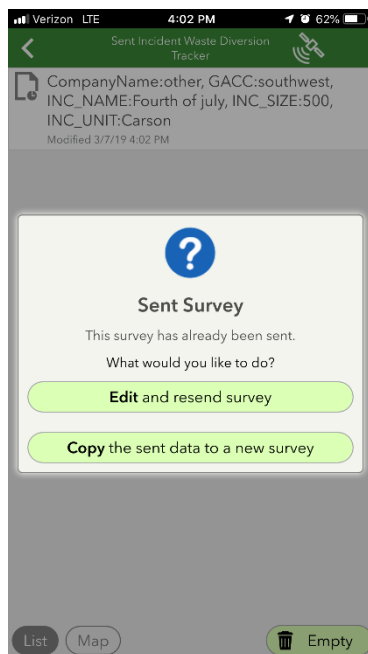 Verizon LTE 4:02 PM 62%
Sent Incident Waste Diversion
Tracker
CompanyName:other, GACC:southwest,
INC_NAME:Fourth of july, INC_SIZE:500,
INC_UNIT:Carson
Modified 3/7/19 4:02 PM
?
Sent Survey
This survey has already been sent.
What would you like to do?
Edit and resend survey
Copy the sent data to a new survey
List Map Empty